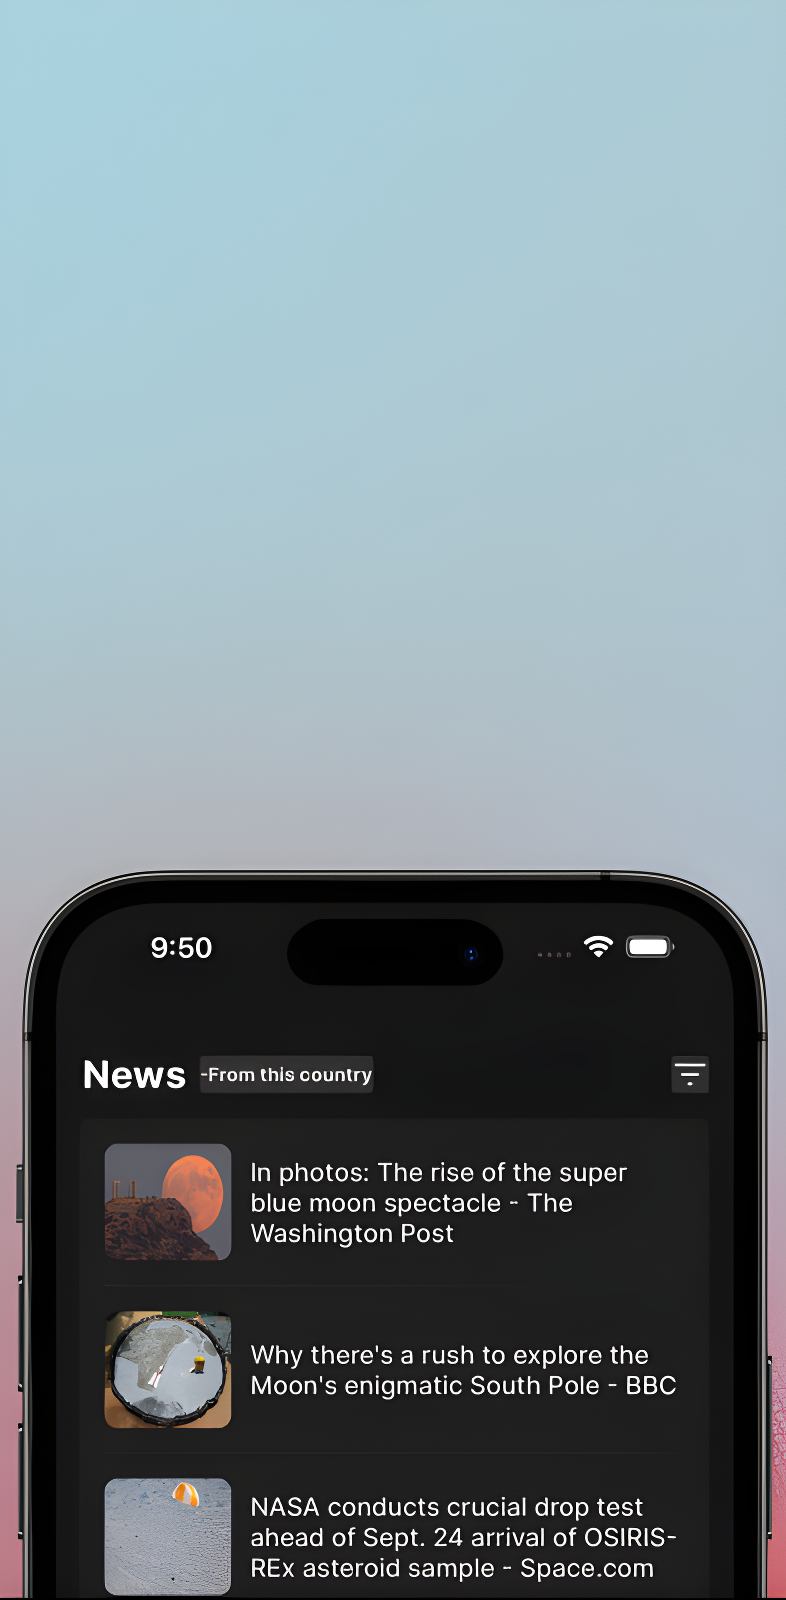 9:50
News -From this country
In photos: The rise of the super
blue moon spectacle - The
Washington Post
Why there's a rush to explore the
Moon's enigmatic South Pole - BBC
NASA conducts crucial drop test
ahead of Sept. 24 arrival of OSIRIS-
REx asteroid sample - Space.com